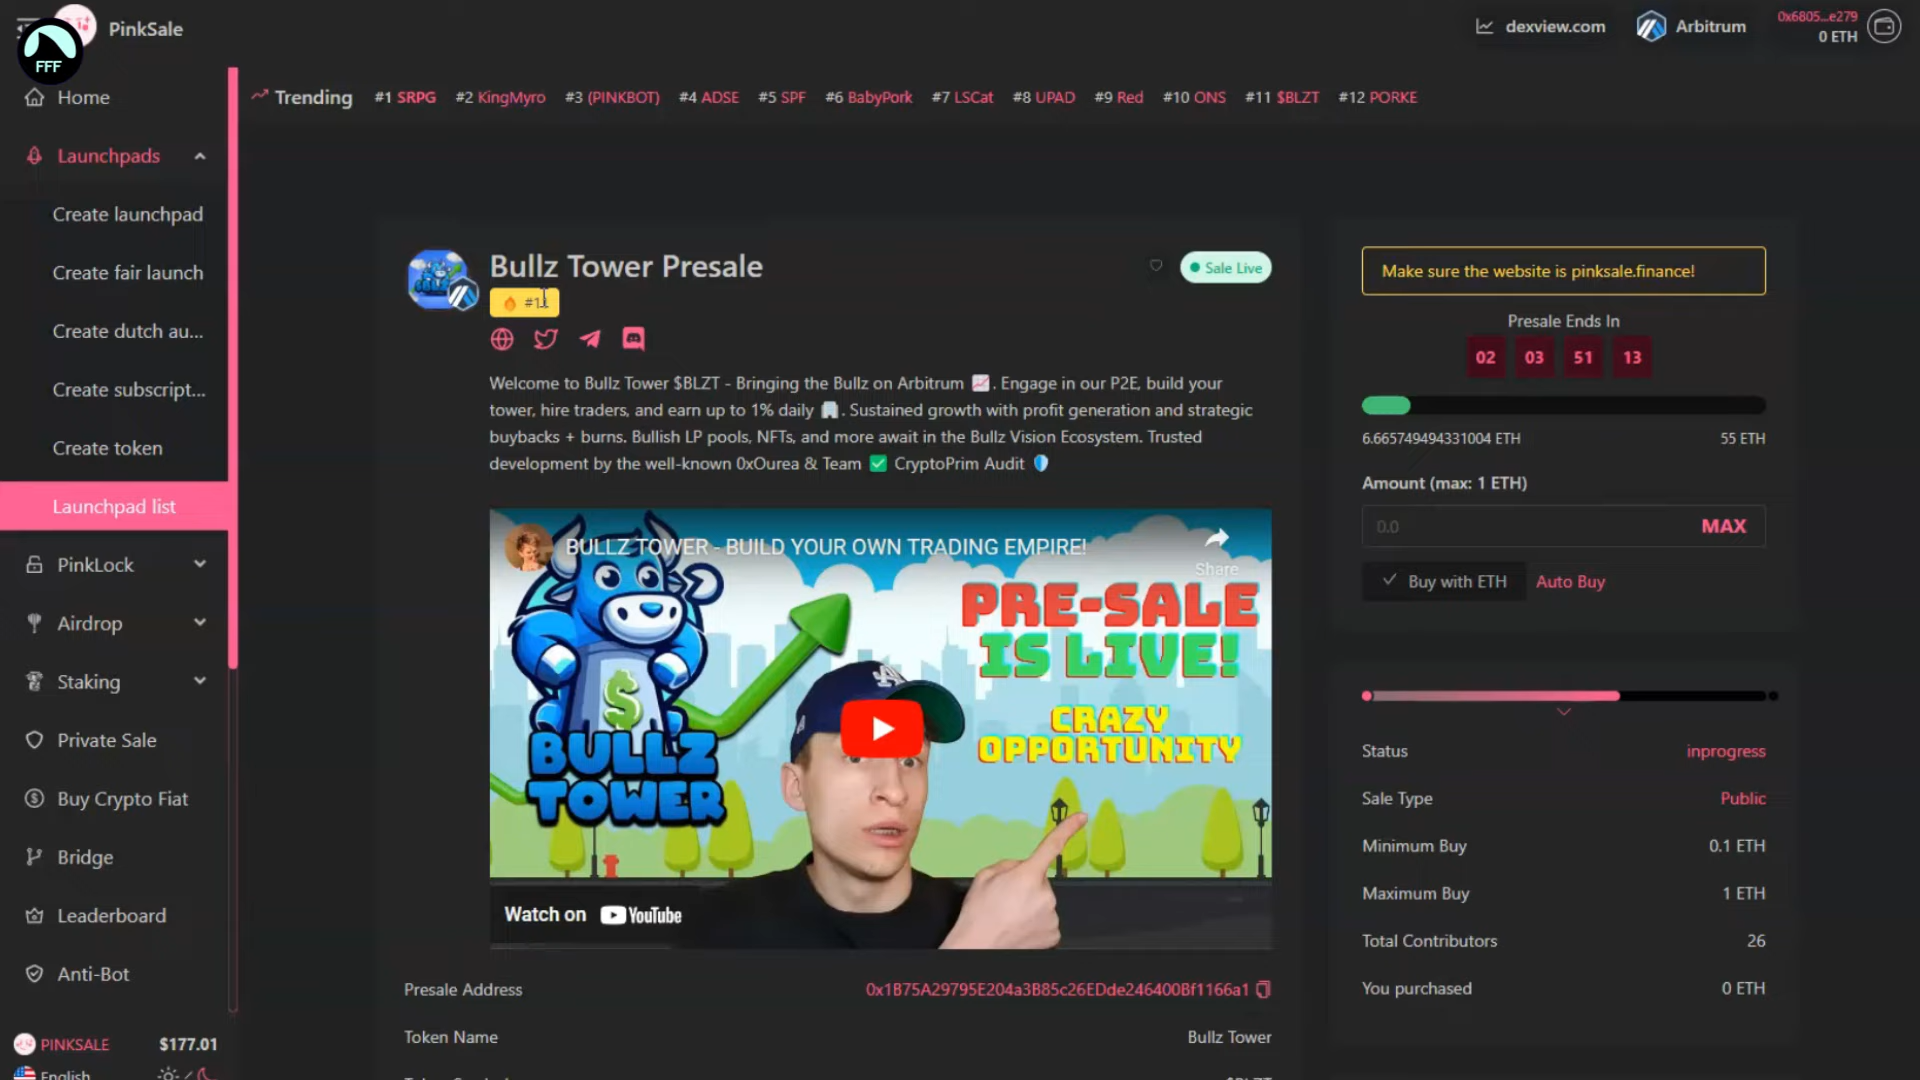 FFF
PinkSale
dexview.com
Arbitrum
0x6805...e279
0 ETH
Home
Launchpads
Create launchpad
Create fair launch
Create dutch au...
Create subscript...
Create token
Launchpad list
PinkLock
Airdrop
Staking
Private Sale
Buy Crypto Fiat
Bridge
Leaderboard
Anti-Bot
PINKSALE $177.01
English
Trending #1 SRPG #2 KingMyro #3 (PINKBOT) #4 ADSE #5 SPF #6 BabyPork #7 LSCat #8 UPAD #9 Red #10 ONS #11 $BLZT #12 PORKE
Bullz Tower Presale
Sale Live
#11
Welcome to Bullz Tower $BLZT - Bringing the Bullz on Arbitrum 📈. Engage in our P2E, build your
tower, hire traders, and earn up to 1% daily 🏢. Sustained growth with profit generation and strategic
buybacks + burns. Bullish LP pools, NFTs, and more await in the Bullz Vision Ecosystem. Trusted
development by the well-known 0xOurea & Team ✅ CryptoPrim Audit 🛡️
BULLZ TOWER - BUILD YOUR OWN TRADING EMPIRE!
Share
PRE-SALE
IS LIVE!
CRAZY
OPPORTUNITY
$
BULLZ
TOWER
LA
Watch on YouTube
Presale Address 0x1B75A29795E204a3B85c26EDde246400Bf1166a1
Token Name Bullz Tower
$BLZT
Make sure the website is pinksale.finance!
Presale Ends In
02 03 51 13
6.665749494331004 ETH 55 ETH
Amount (max: 1 ETH)
0.0 MAX
Buy with ETH Auto Buy
Status inprogress
Sale Type Public
Minimum Buy 0.1 ETH
Maximum Buy 1 ETH
Total Contributors 26
You purchased 0 ETH